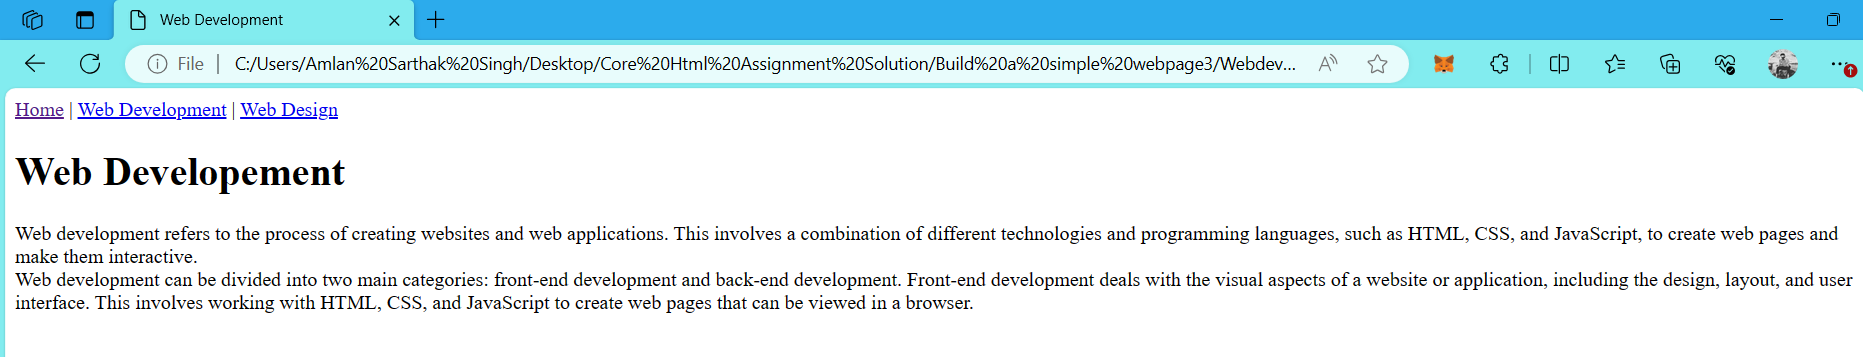 Web Development
File | C:/Users/Amlan%20Sarthak%20Singh/Desktop/Core%20Html%20Assignment%20Solution/Build%20a%20simple%20webpage3/Webdev...
Home | Web Development | Web Design
Web Developement
Web development refers to the process of creating websites and web applications. This involves a combination of different technologies and programming languages, such as HTML, CSS, and JavaScript, to create web pages and
make them interactive.
Web development can be divided into two main categories: front-end development and back-end development. Front-end development deals with the visual aspects of a website or application, including the design, layout, and user
interface. This involves working with HTML, CSS, and JavaScript to create web pages that can be viewed in a browser.